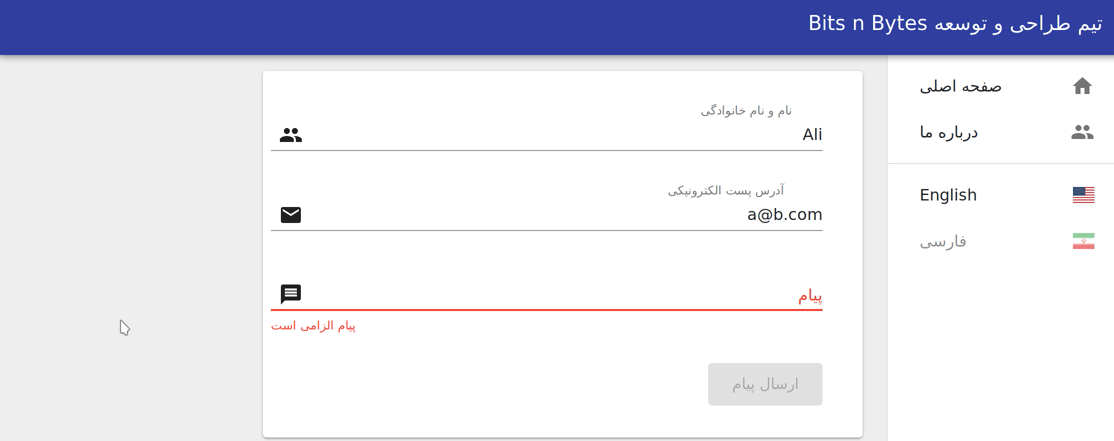 تیم طراحی و توسعه Bits n Bytes
صفحه اصلی
درباره ما
English
فارسی
نام و نام خانوادگی
Ali
آدرس پست الکترونیکی
a@b.com
پیام
پیام الزامی است
ارسال پیام